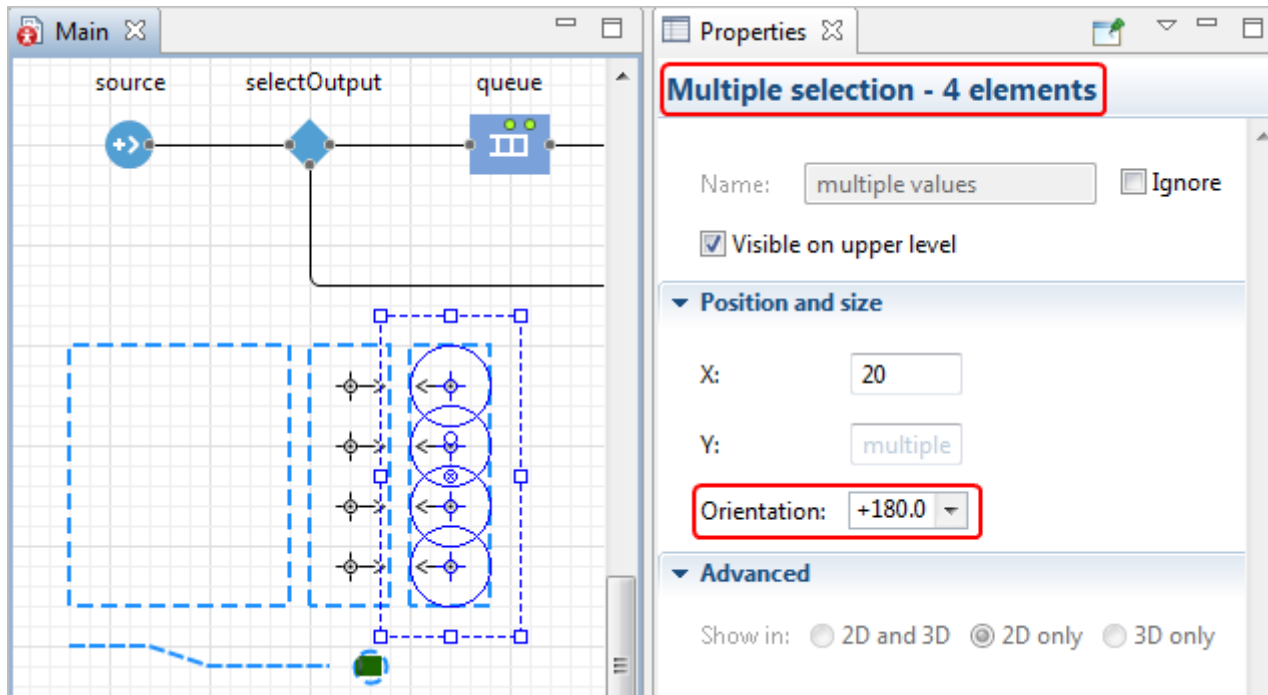 Main
source selectOutput queue
Properties
Multiple selection - 4 elements
Name: multiple values Ignore
Visible on upper level
Position and size
X: 20
Y: multiple
Orientation: +180.0
Advanced
Show in: 2D and 3D 2D only 3D only